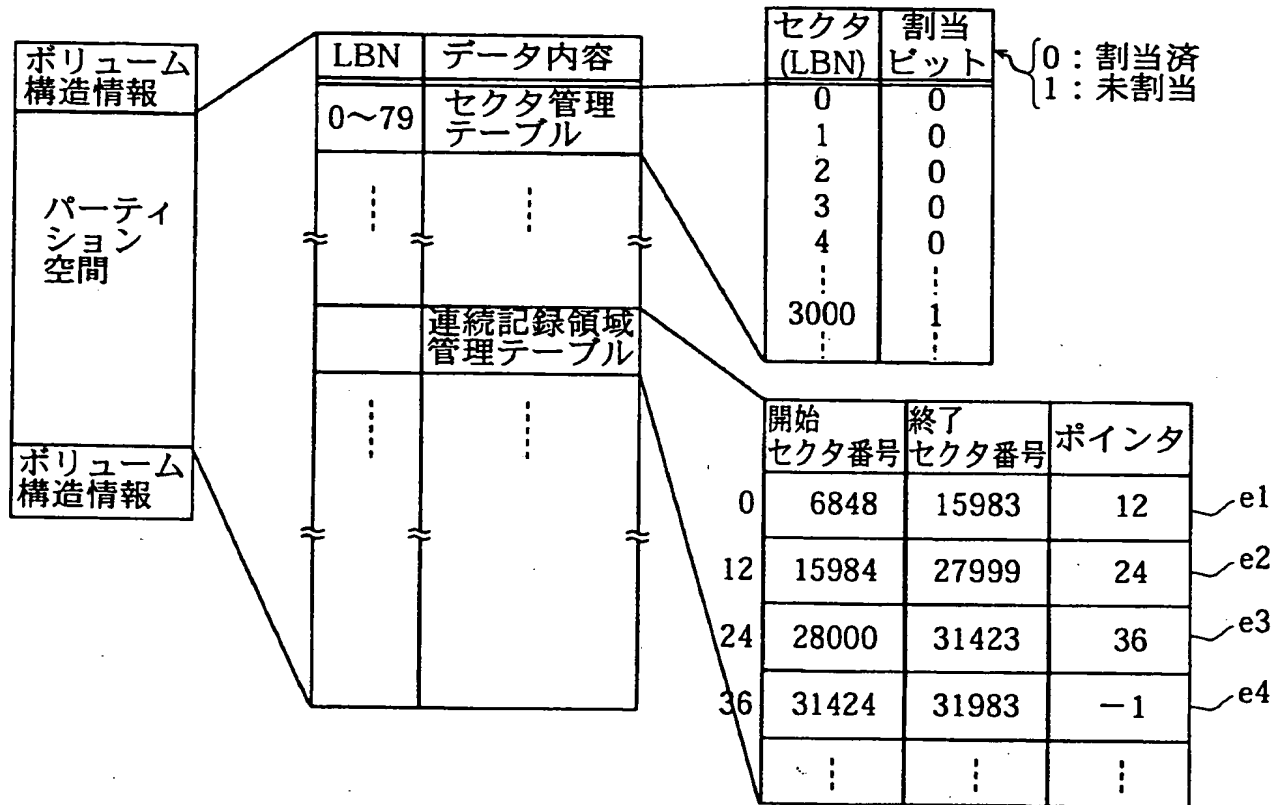 ボリューム
構造情報
パーティ
ション
空間
ボリューム
構造情報
LBN データ内容
0～79 セクタ管理
テーブル
連続記録領域
管理テーブル
セクタ 割当
(LBN) ビット
0 0
1 0
2 0
3 0
4 0
3000 1
0：割当済
1：未割当
開始 終了
セクタ番号 セクタ番号 ポインタ
0 6848 15983 12 e1
12 15984 27999 24 e2
24 28000 31423 36 e3
36 31424 31983 －1 e4